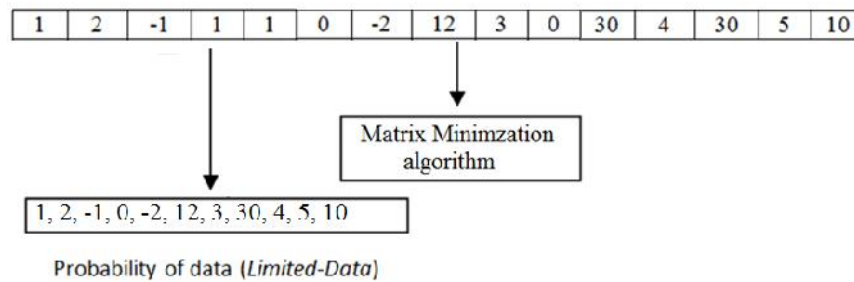 1 2 -1 1 1 0 -2 12 3 0 30 4 30 5 10
Matrix Minimzation
algorithm
1, 2, -1, 0, -2, 12, 3, 30, 4, 5, 10
Probability of data (Limited-Data)